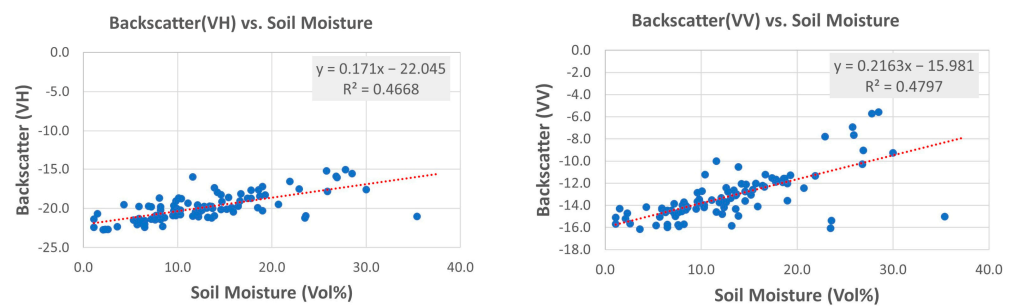 Backscatter(VH) vs. Soil Moisture
0.0
-5.0
-10.0
-15.0
-20.0
-25.0
Backscatter (VH)
y = 0.171x − 22.045
R² = 0.4668
0.0 10.0 20.0 30.0 40.0
Soil Moisture (Vol%)
Backscatter(VV) vs. Soil Moisture
0.0
-2.0
-4.0
-6.0
-8.0
-10.0
-12.0
-14.0
-16.0
-18.0
Backscatter (VV)
y = 0.2163x − 15.981
R² = 0.4797
0.0 10.0 20.0 30.0 40.0
Soil Moisture (Vol%)